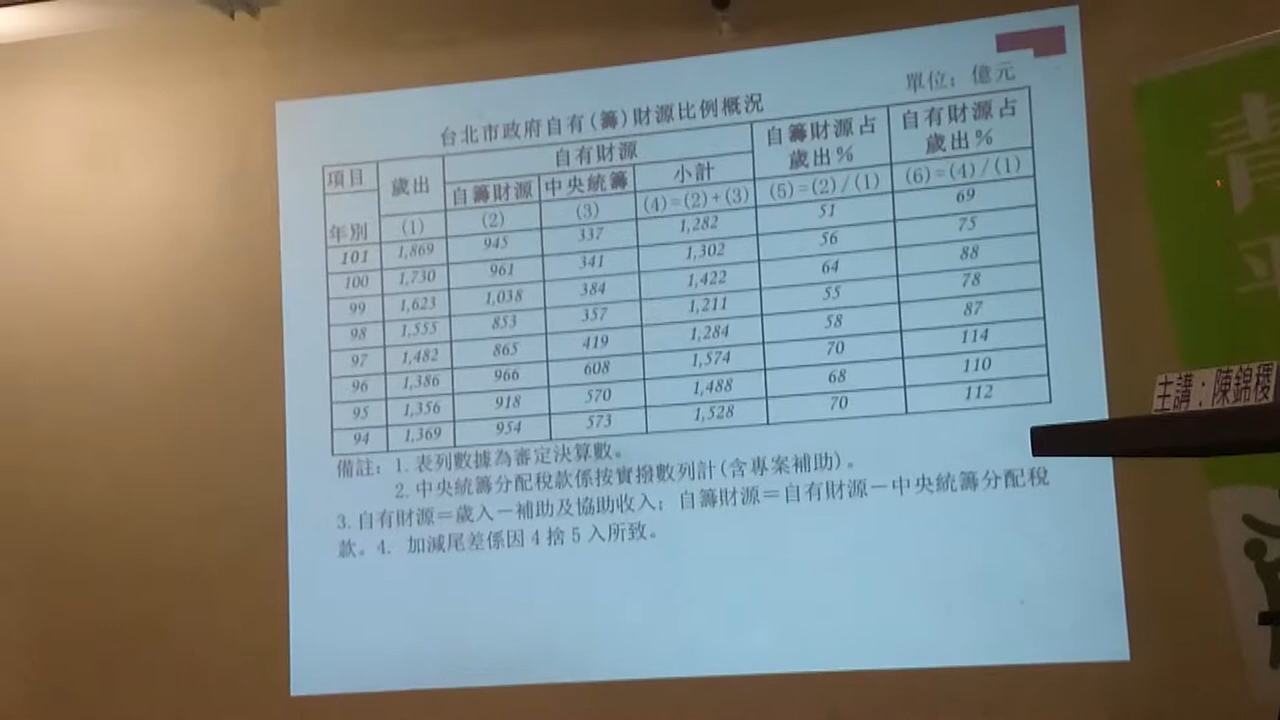 單位：億元
台北市政府自有(籌)財源比例概況
項目 歲出 自有財源 自籌財源占歲出% 自有財源占歲出%
自籌財源 中央統籌 小計
年別 (1) (2) (3) (4)=(2)+(3) (5)=(2)/(1) (6)=(4)/(1)
101 1,869 945 337 1,282 51 69
100 1,730 961 341 1,302 56 75
99 1,623 1,038 384 1,422 64 88
98 1,555 853 357 1,211 55 78
97 1,482 865 419 1,284 58 87
96 1,386 966 608 1,574 70 114
95 1,356 918 570 1,488 68 110
94 1,369 954 573 1,528 70 112
備註：1. 表列數據為審定決算數。
2. 中央統籌分配稅款係按實撥數列計(含專案補助)。
3. 自有財源＝歲入－補助及協助收入；自籌財源＝自有財源－中央統籌分配稅
款。4. 加減尾差係因4捨5入所致。
青
平
主講：陳錦稷